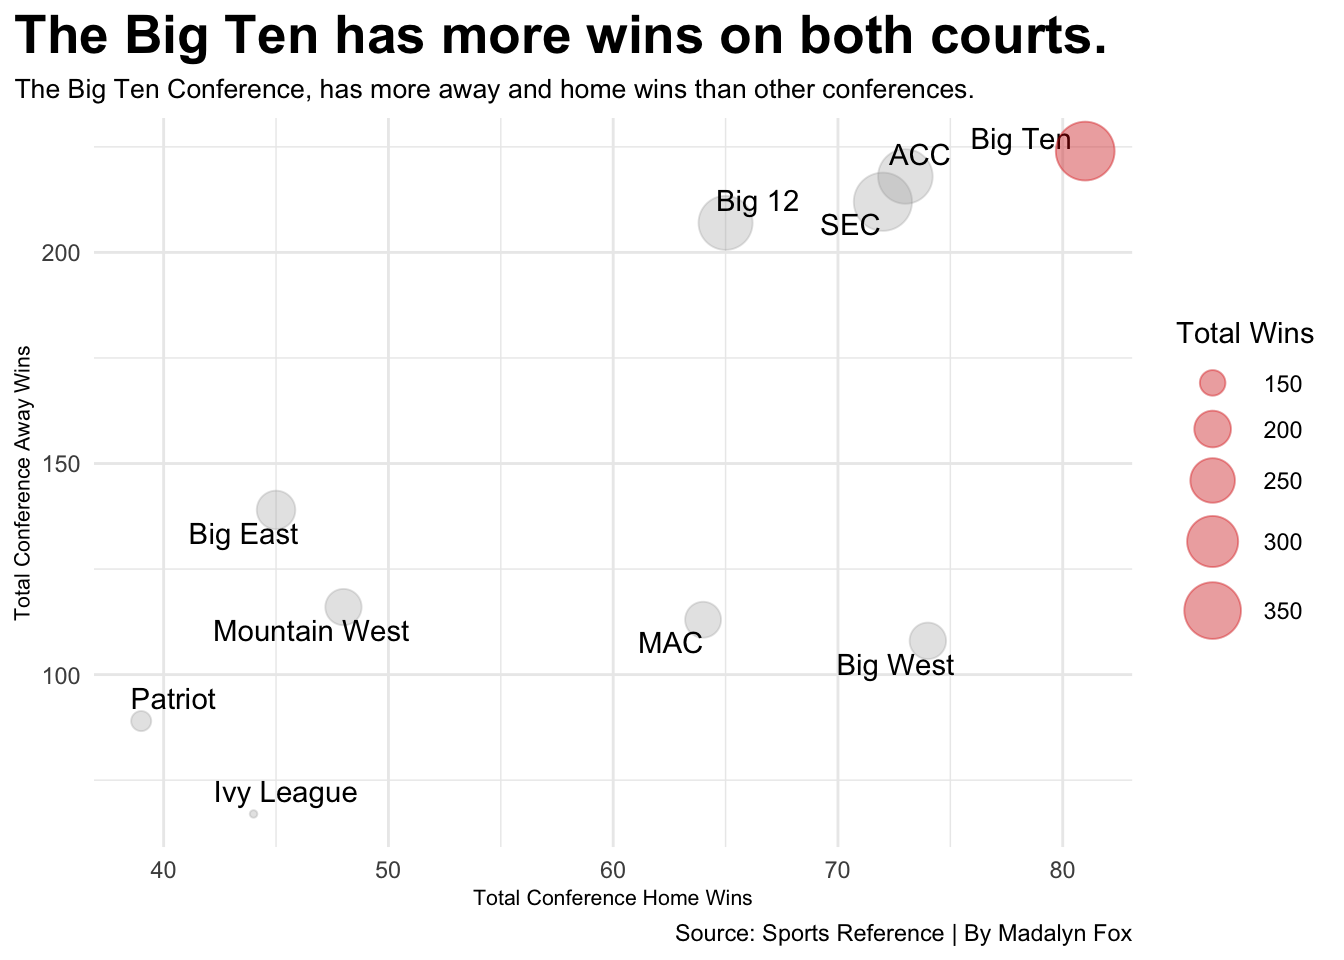 The Big Ten has more wins on both courts.
The Big Ten Conference, has more away and home wins than other conferences.
Big Ten
ACC
Big 12
SEC
200
Total Wins
150
200
250
300
350
Total Conference Away Wins
150
Big East
Mountain West
MAC
Big West
100
Patriot
Ivy League
40
50
60
70
80
Total Conference Home Wins
Source: Sports Reference | By Madalyn Fox